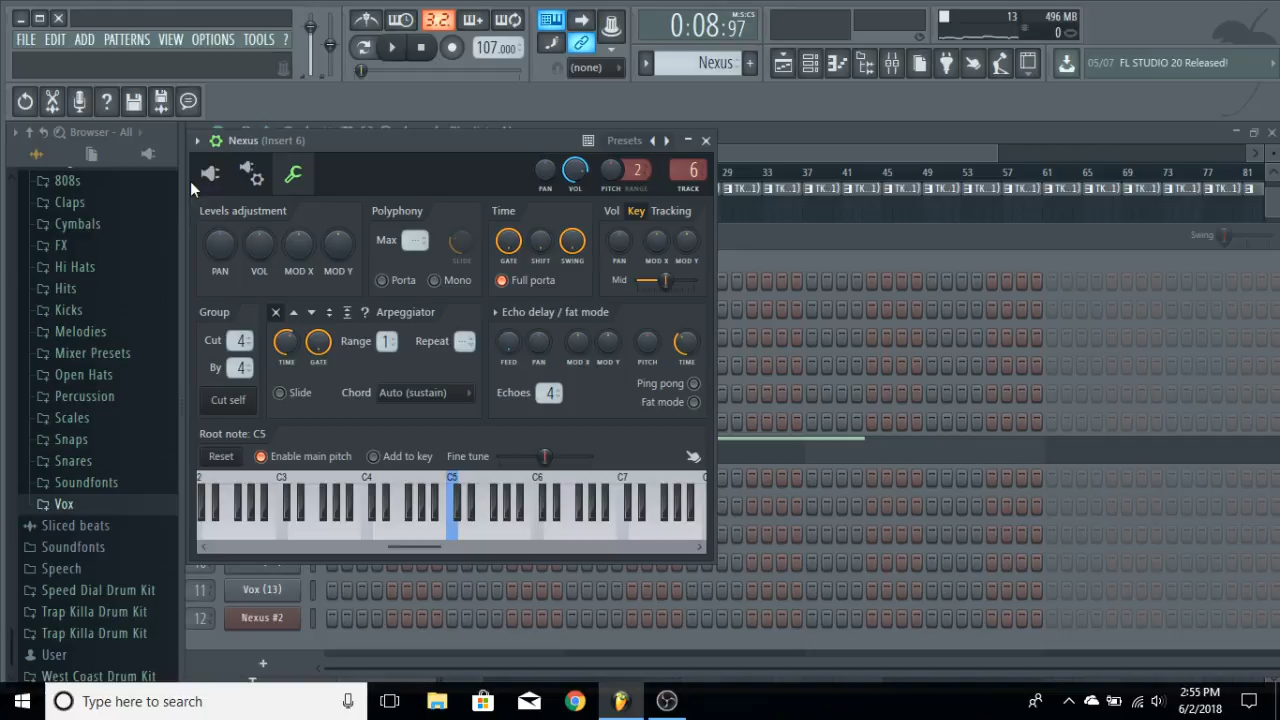 FILE EDIT ADD PATTERNS VIEW OPTIONS TOOLS ?
3.2.
107.000
(none)
0:08:97
M:S:CS
Nexus
13
496 MB
0
05/07 FL STUDIO 20 Released!
Browser - All
808s
Claps
Cymbals
FX
Hi Hats
Hits
Kicks
Melodies
Mixer Presets
Open Hats
Percussion
Scales
Snaps
Snares
Soundfonts
Vox
Sliced beats
Soundfonts
Speech
Speed Dial Drum Kit
Trap Killa Drum Kit
Trap Killa Drum Kit
User
West Coast Drum Kit
Nexus (Insert 6)
Presets
PAN VOL PITCH 2 RANGE 6 TRACK
Levels adjustment
PAN VOL MOD X MOD Y
Polyphony
Max
SLIDE
Porta Mono
Time
GATE SHIFT SWING
Full porta
Vol Key Tracking
PAN MOD X MOD Y
Mid
Group
Cut 4
By 4
Cut self
? Arpeggiator
TIME GATE
Range 1 Repeat
Slide Chord Auto (sustain)
Echo delay / fat mode
FEED PAN MOD X MOD Y PITCH TIME
Echoes 4
Ping pong
Fat mode
Root note: C5
Reset Enable main pitch Add to key Fine tune
C3 C4 C5 C6 C7
29 33 37 41 45 49 53 57 61 65 69 73 77 81
Swing
11 Vox (13)
12 Nexus #2
+
Type here to search
2:55 PM
6/2/2018